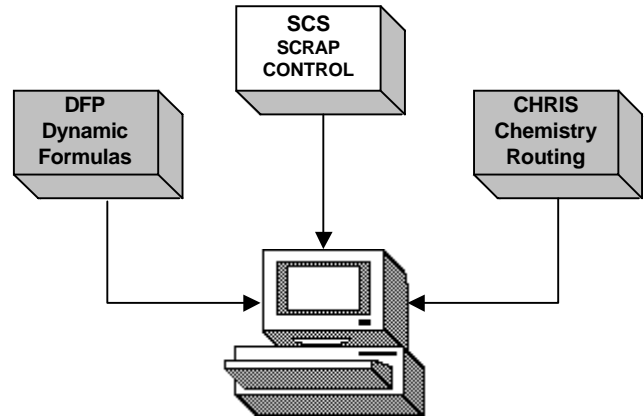 SCS
SCRAP
CONTROL
DFP
Dynamic
Formulas
CHRIS
Chemistry
Routing